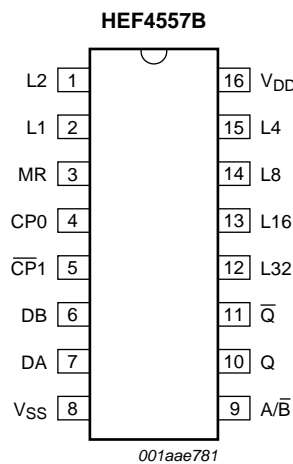 HEF4557B
L2 1 16 VDD
L1 2 15 L4
MR 3 14 L8
CP0 4 13 L16
C̅P̅1 5 12 L32
DB 6 11 Q̅
DA 7 10 Q
VSS 8 9 A/B̅
001aae781